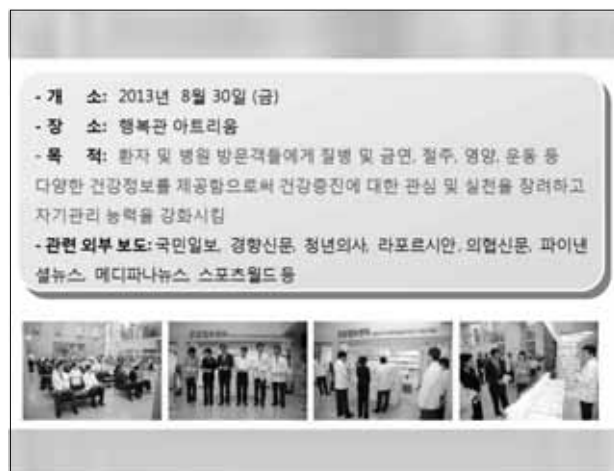 - 개 소: 2013년 8월 30일 (금)
- 장 소: 행복관 아트리움
- 목 적: 환자 및 병원 방문객들에게 질병 및 금연, 절주, 영양, 운동 등
다양한 건강정보를 제공함으로써 건강증진에 대한 관심 및 실천을 장려하고
자기관리 능력을 강화시킴
- 관련 외부 보도: 국민일보, 경향신문, 청년의사, 라포르시안, 의협신문, 파이낸
셜뉴스, 메디파나뉴스, 스포츠월드 등